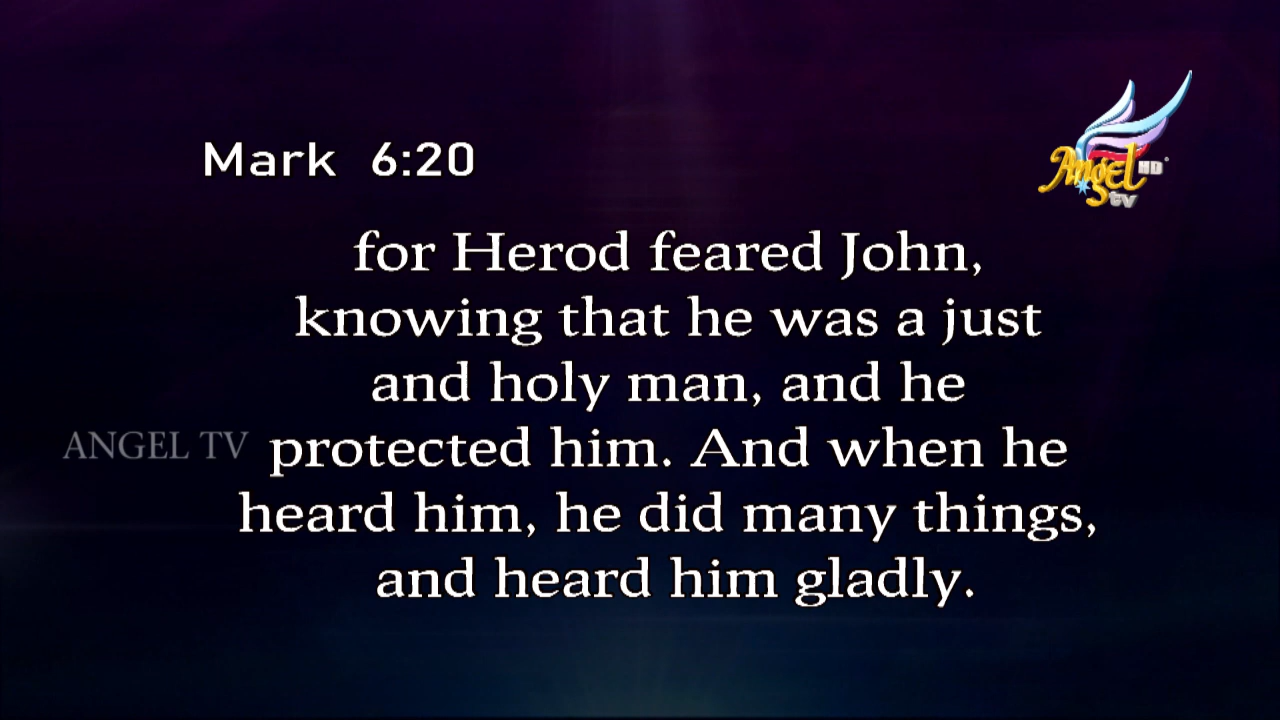 Mark 6:20
Angel HD
tv
for Herod feared John,
knowing that he was a just
and holy man, and he
ANGEL TV
protected him. And when he
heard him, he did many things,
and heard him gladly.